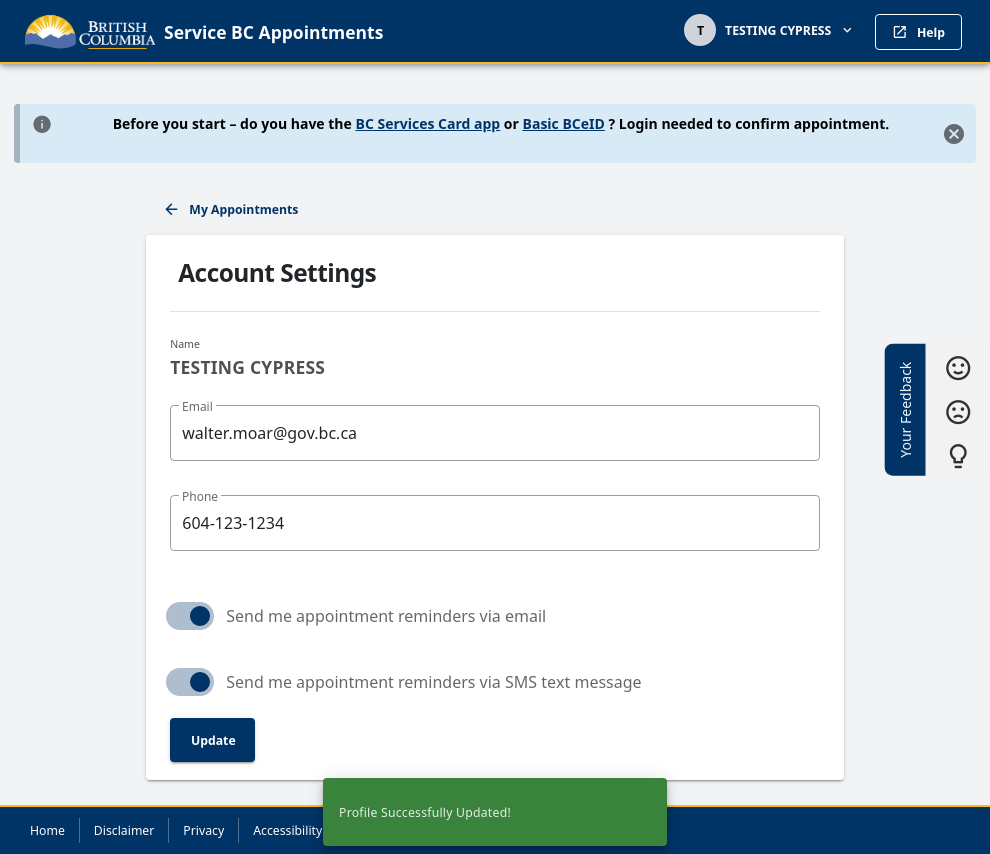 BRITISH
COLUMBIA
Service BC Appointments
T
TESTING CYPRESS
Help
Before you start – do you have the BC Services Card app or Basic BCeID ? Login needed to confirm appointment.
My Appointments
Account Settings
Name
TESTING CYPRESS
Email
walter.moar@gov.bc.ca
Phone
604-123-1234
Send me appointment reminders via email
Send me appointment reminders via SMS text message
Update
Your Feedback
Profile Successfully Updated!
Home
Disclaimer
Privacy
Accessibility